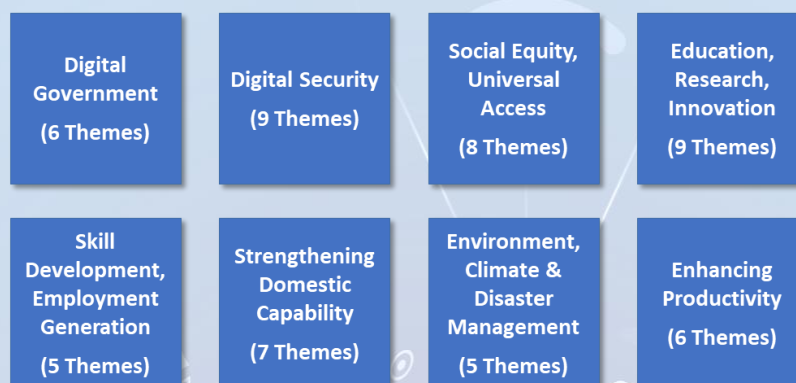 Digital
Government
(6 Themes)
Digital Security
(9 Themes)
Social Equity,
Universal
Access
(8 Themes)
Education,
Research,
Innovation
(9 Themes)
Skill
Development,
Employment
Generation
(5 Themes)
Strengthening
Domestic
Capability
(7 Themes)
Environment,
Climate &
Disaster
Management
(5 Themes)
Enhancing
Productivity
(6 Themes)